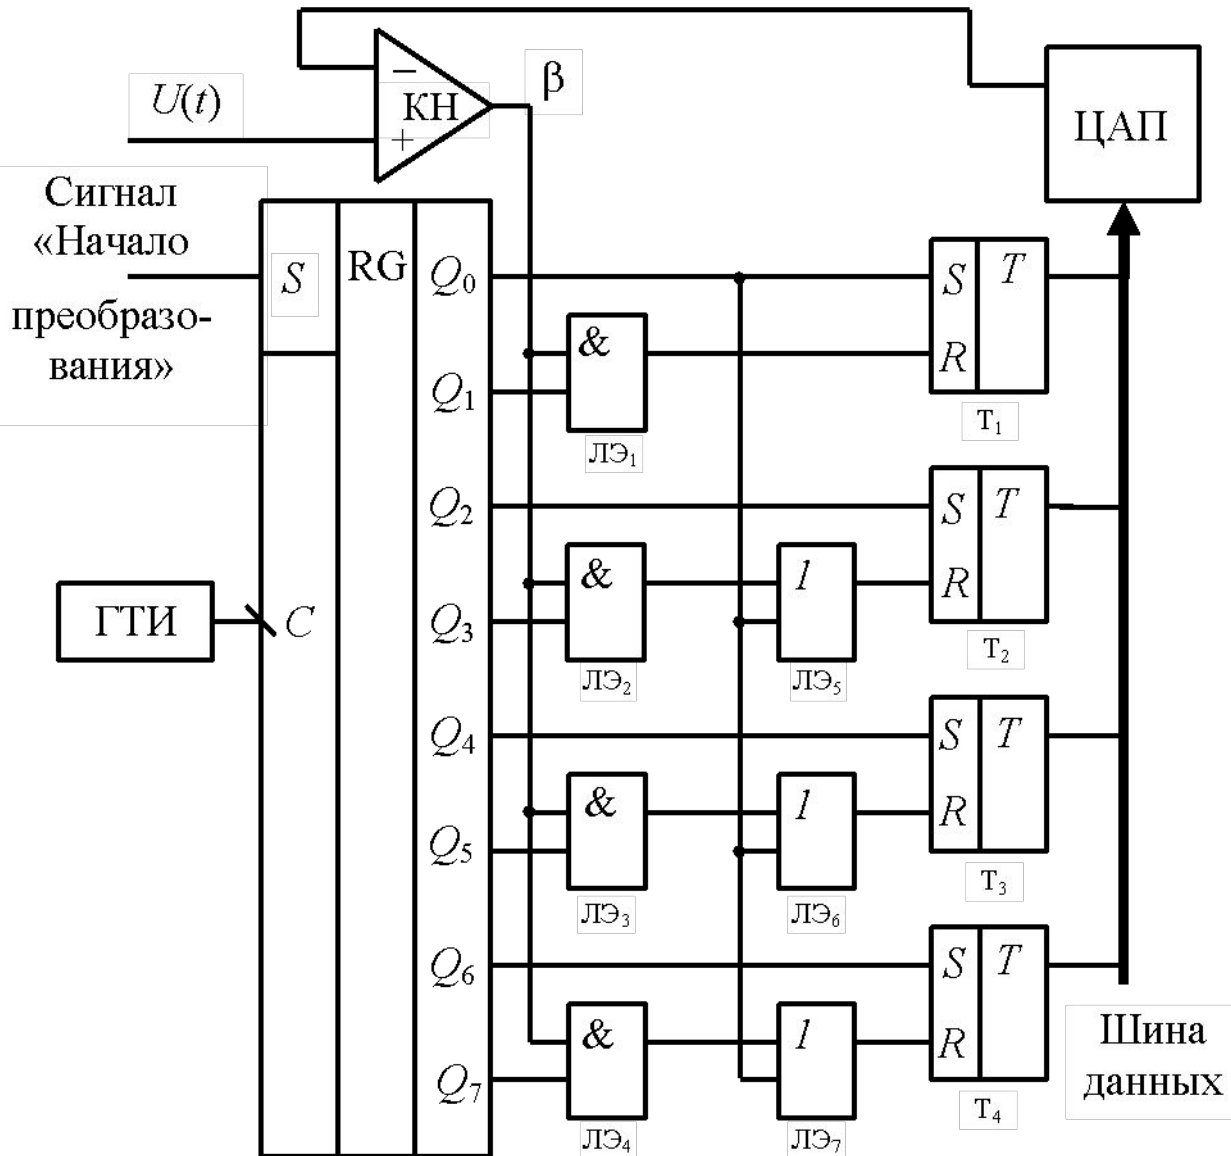 U(t)
−
КН
+
β
ЦАП
Сигнал
«Начало
преобразо-
вания»
S
RG
Q0
S
T
&
R
Q1
ЛЭ1
T1
Q2
S
T
&
1
R
ГТИ
C
Q3
ЛЭ2
ЛЭ5
T2
Q4
S
T
&
1
R
Q5
ЛЭ3
ЛЭ6
T3
Q6
S
T
&
1
R
Шина
данных
Q7
ЛЭ4
ЛЭ7
T4